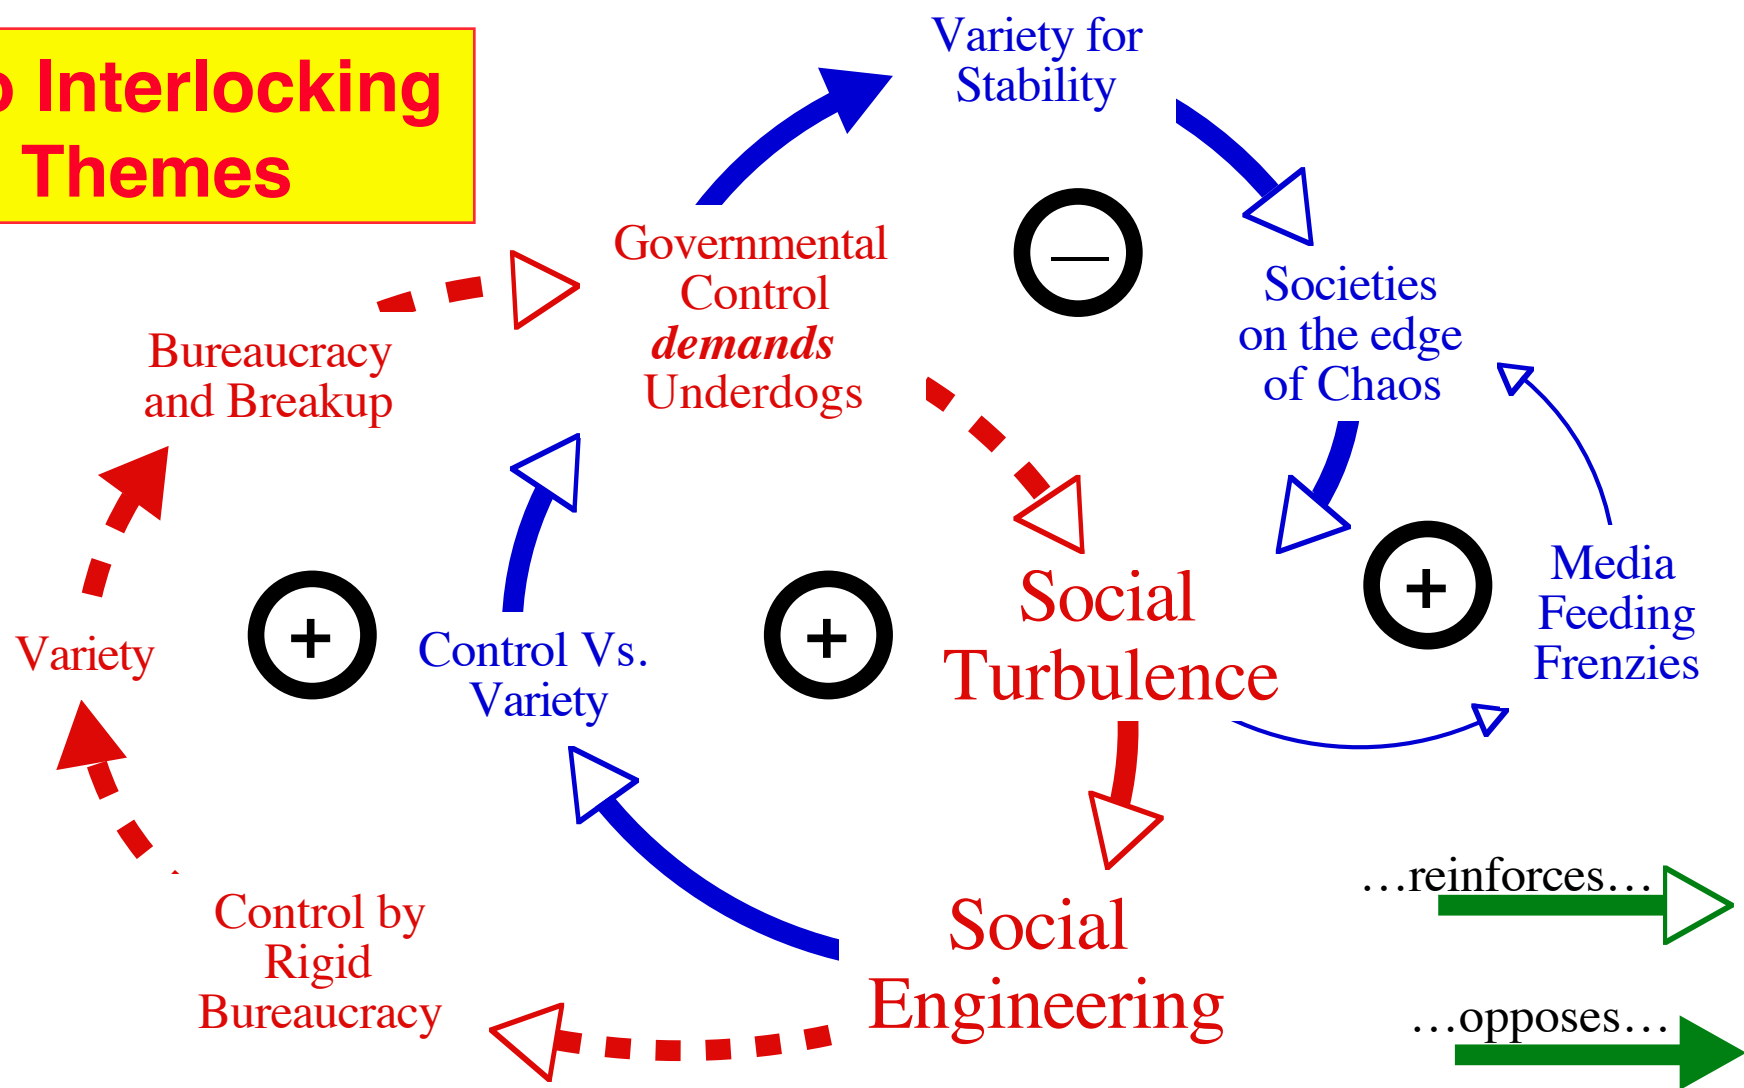 Interlocking
Themes
Variety for
Stability
Governmental
Control
demands
Underdogs
Societies
on the edge
of Chaos
Bureaucracy
and Breakup
Variety
Control Vs.
Variety
Social
Turbulence
Media
Feeding
Frenzies
Control by
Rigid
Bureaucracy
Social
Engineering
…reinforces…
…opposes…
—
+
+
+